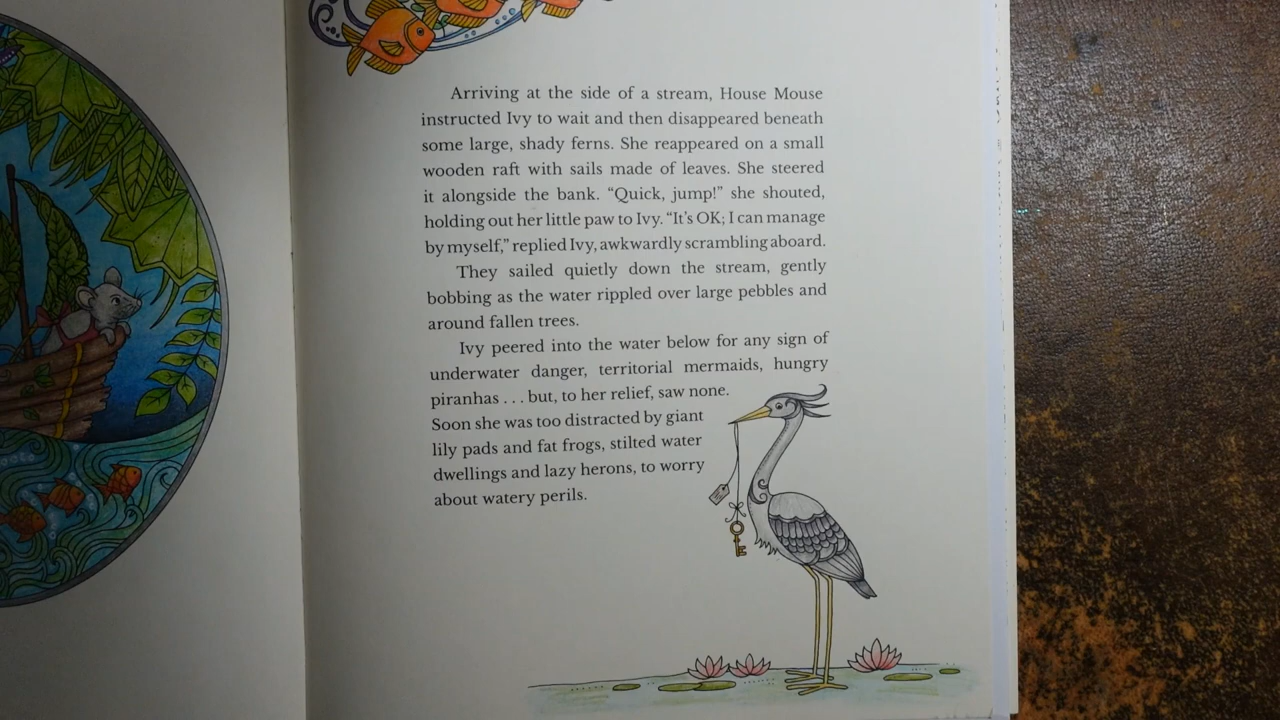 Arriving at the side of a stream, House Mouse
instructed Ivy to wait and then disappeared beneath
some large, shady ferns. She reappeared on a small
wooden raft with sails made of leaves. She steered
it alongside the bank. “Quick, jump!” she shouted,
holding out her little paw to Ivy. “It’s OK; I can manage
by myself,” replied Ivy, awkwardly scrambling aboard.
They sailed quietly down the stream, gently
bobbing as the water rippled over large pebbles and
around fallen trees.
Ivy peered into the water below for any sign of
underwater danger, territorial mermaids, hungry
piranhas . . . but, to her relief, saw none.
Soon she was too distracted by giant
lily pads and fat frogs, stilted water
dwellings and lazy herons, to worry
about watery perils.